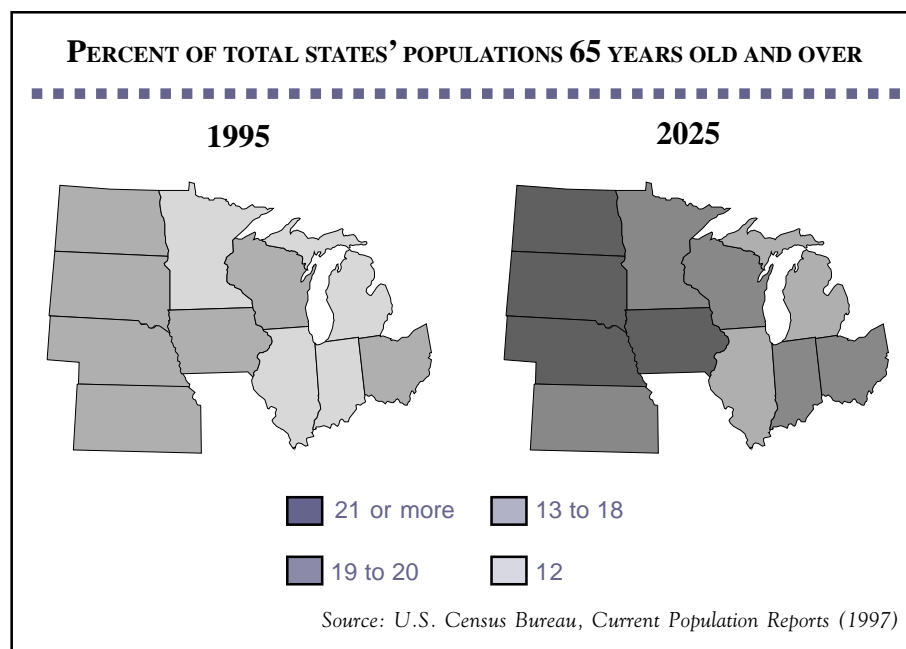 PERCENT OF TOTAL STATES' POPULATIONS 65 YEARS OLD AND OVER
1995 2025
21 or more 13 to 18
19 to 20 12
Source: U.S. Census Bureau, Current Population Reports (1997)